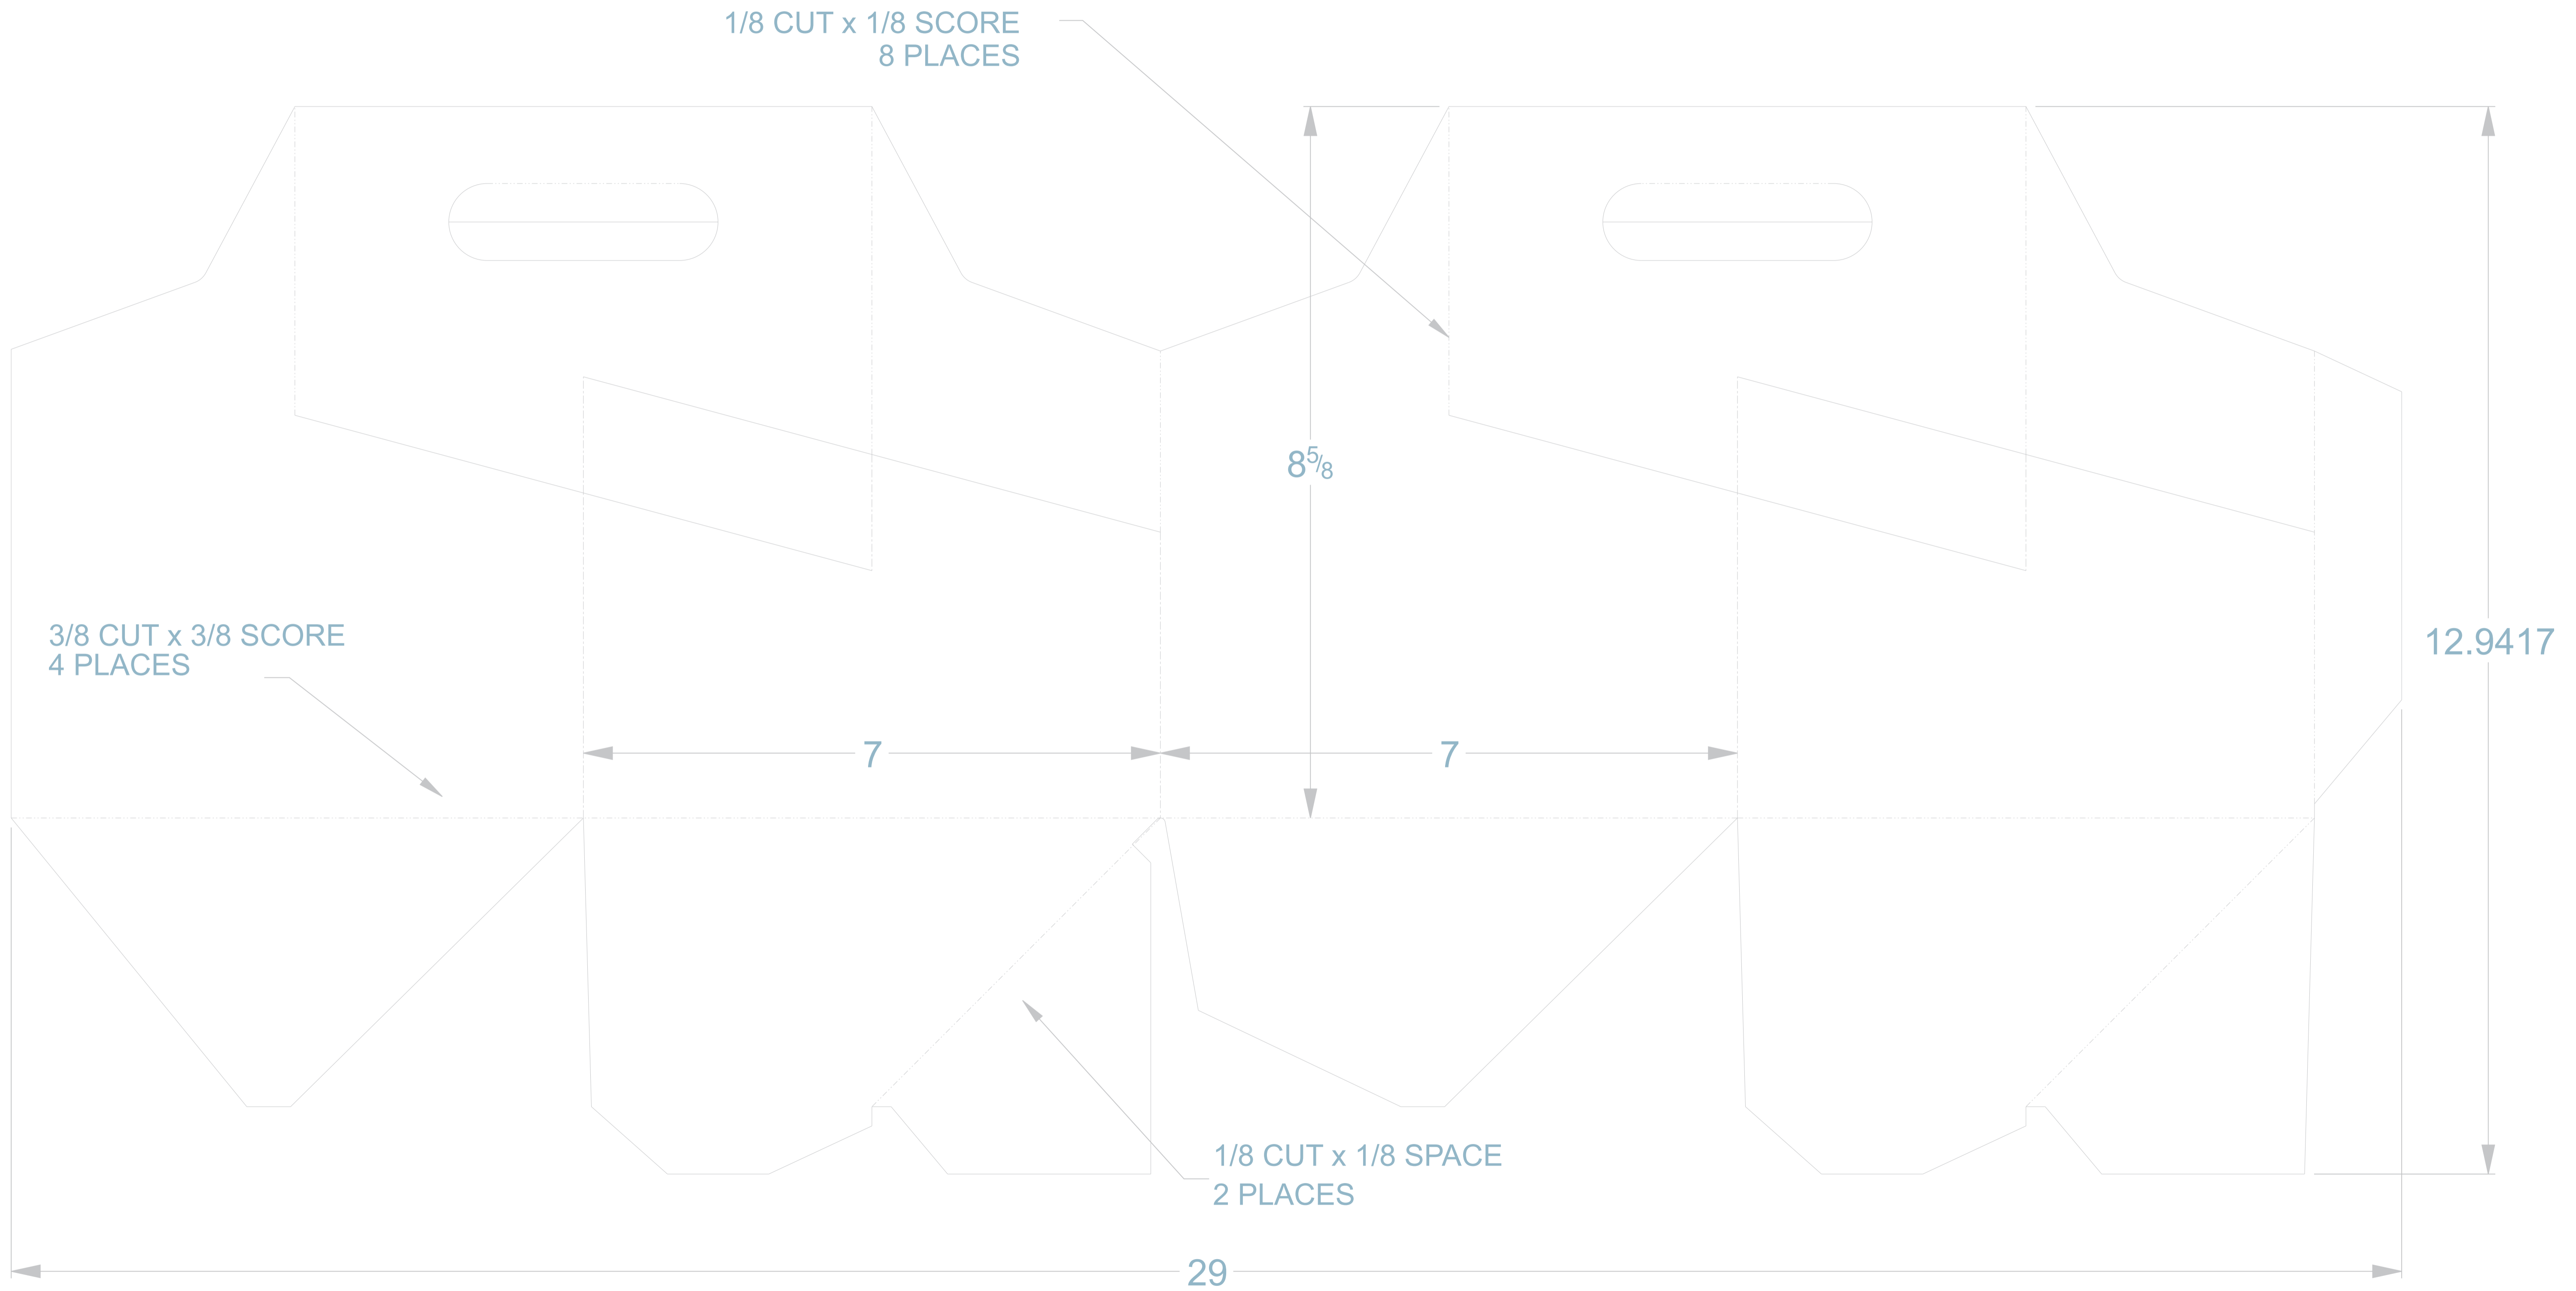 1/8 CUT x 1/8 SCORE
8 PLACES
8⅝
3/8 CUT x 3/8 SCORE
4 PLACES
12.9417
7
7
1/8 CUT x 1/8 SPACE
2 PLACES
29